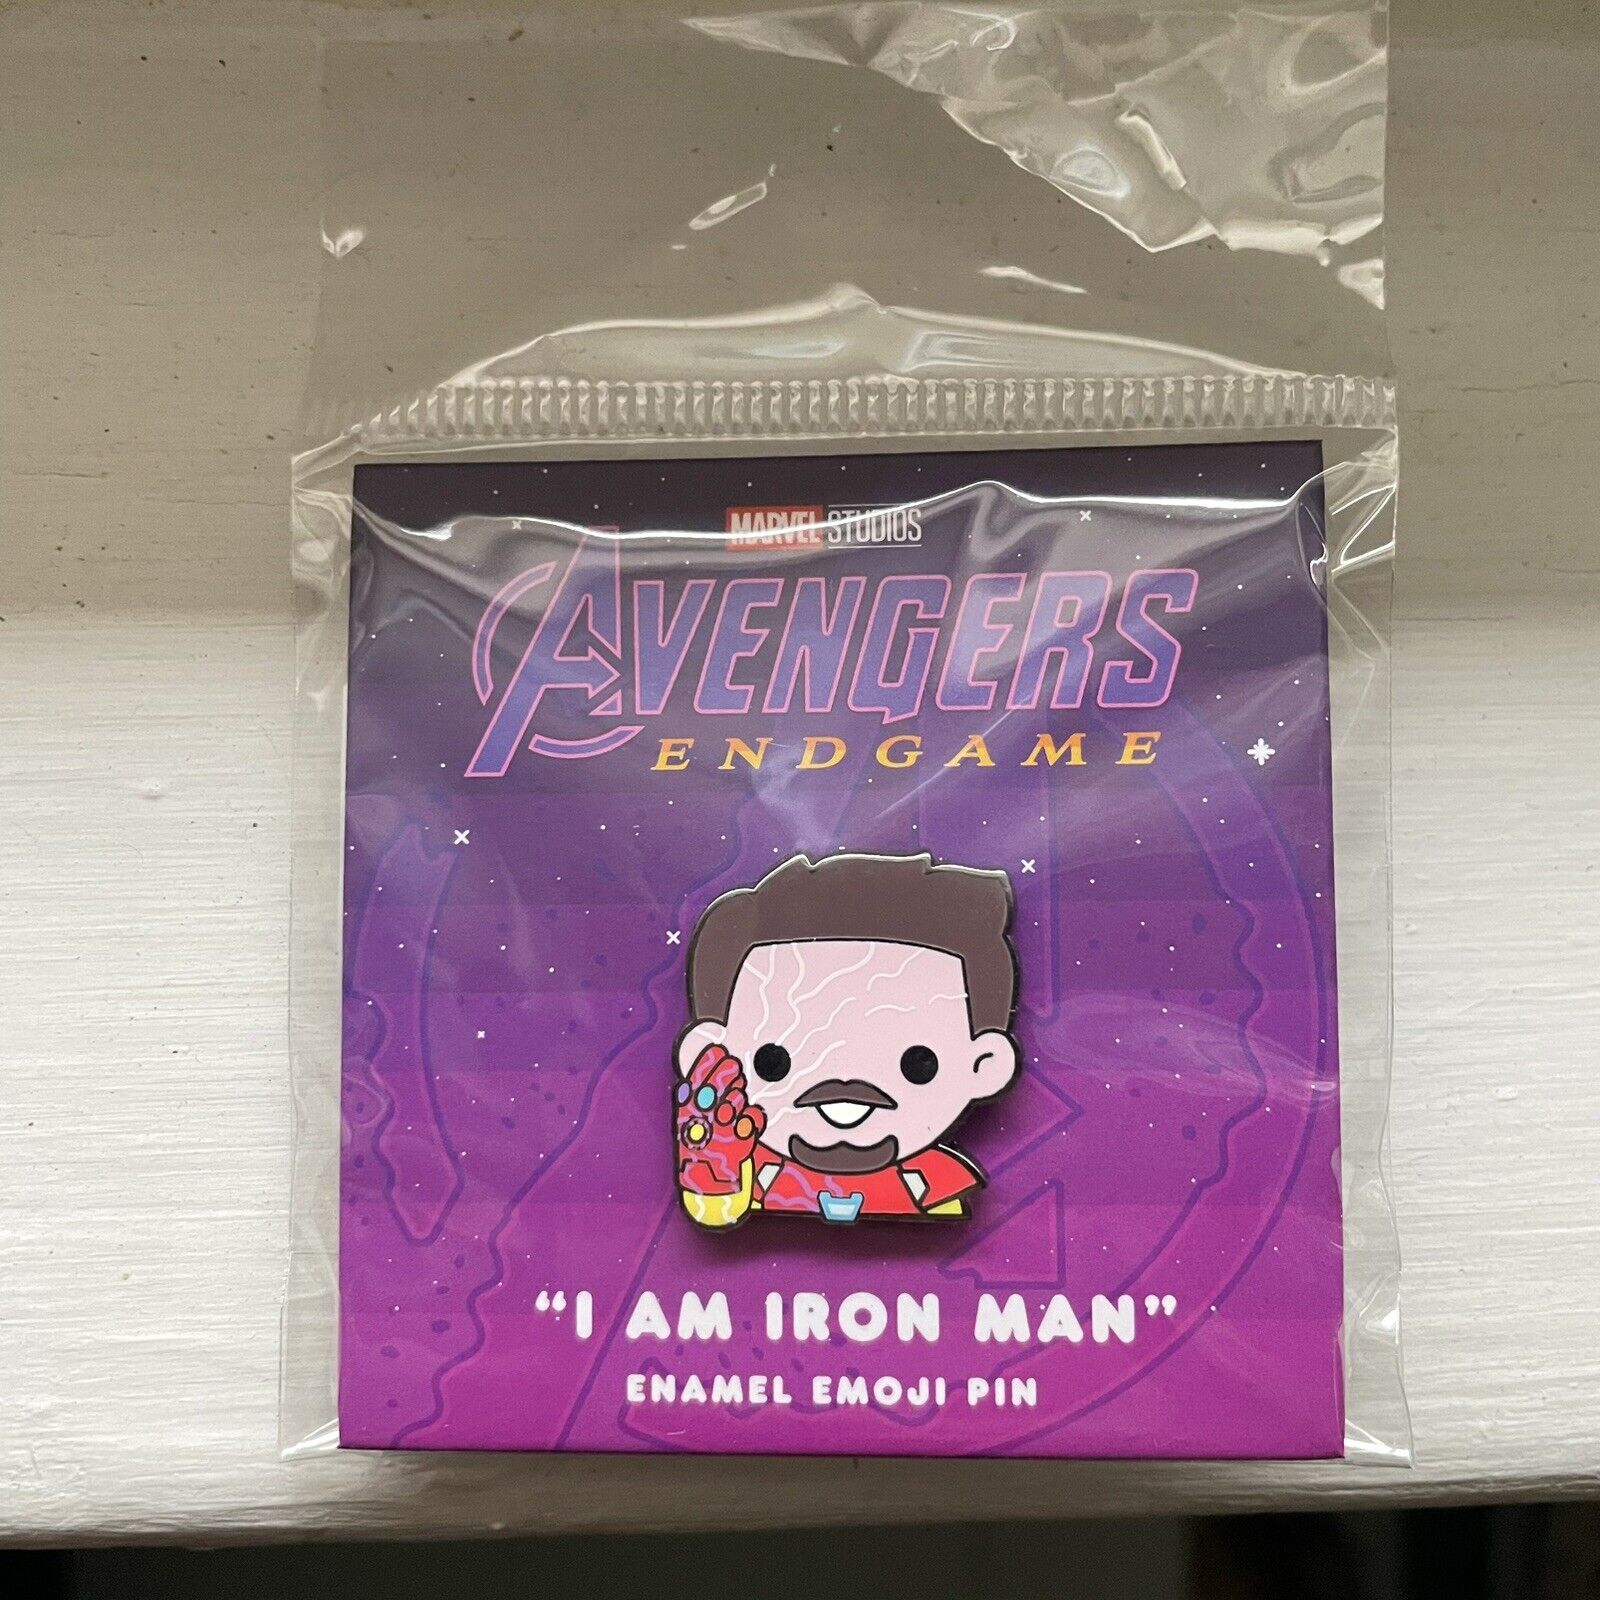 MARVEL STUDIOS
AVENGERS
ENDGAME
“I AM IRON MAN”
ENAMEL EMOJI PIN